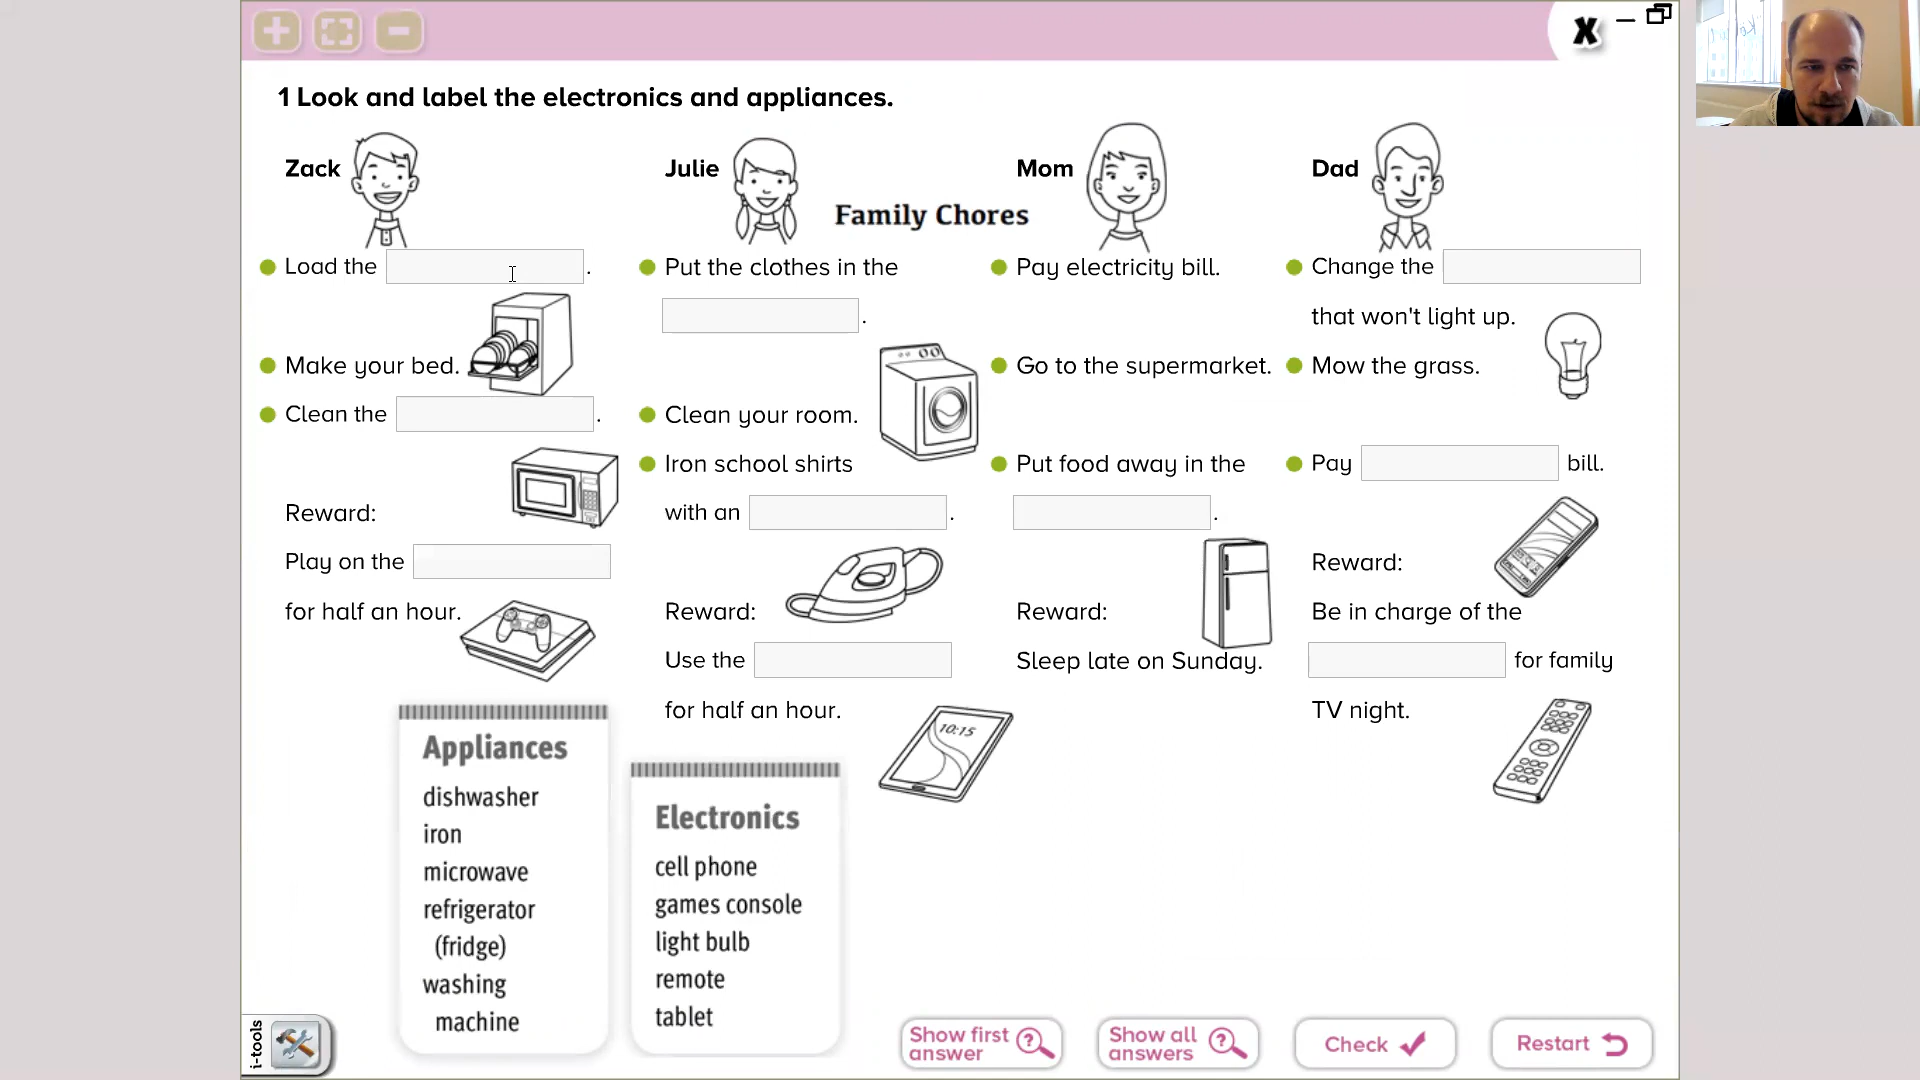 1 Look and label the electronics and appliances.
Family Chores
Zack
Load the .
Make your bed.
Clean the .
Reward:
Play on the
for half an hour.
Julie
Put the clothes in the
.
Clean your room.
Iron school shirts
with an .
Reward:
Use the
for half an hour.
10:15
Mom
Pay electricity bill.
Go to the supermarket.
Put food away in the
.
Reward:
Sleep late on Sunday.
Dad
Change the
that won't light up.
Mow the grass.
Pay bill.
Reward:
Be in charge of the
for family
TV night.
Appliances
dishwasher
iron
microwave
refrigerator
(fridge)
washing
machine
Electronics
cell phone
games console
light bulb
remote
tablet
i-tools
Show first
answer
Show all
answers
Check
Restart